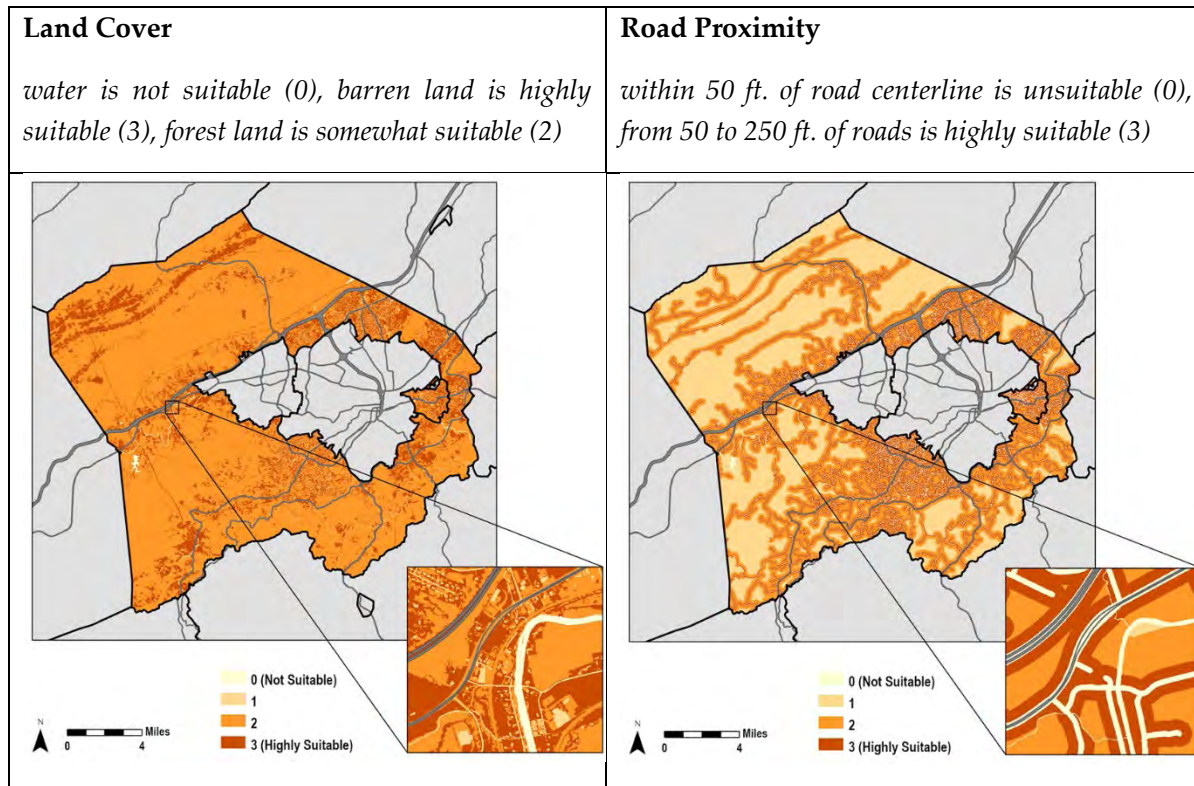 Land Cover
water is not suitable (0), barren land is highly
suitable (3), forest land is somewhat suitable (2)
Road Proximity
within 50 ft. of road centerline is unsuitable (0),
from 50 to 250 ft. of roads is highly suitable (3)
0 (Not Suitable)
1
2
3 (Highly Suitable)
N
Miles
0 4
0 (Not Suitable)
1
2
3 (Highly Suitable)
N
Miles
0 4